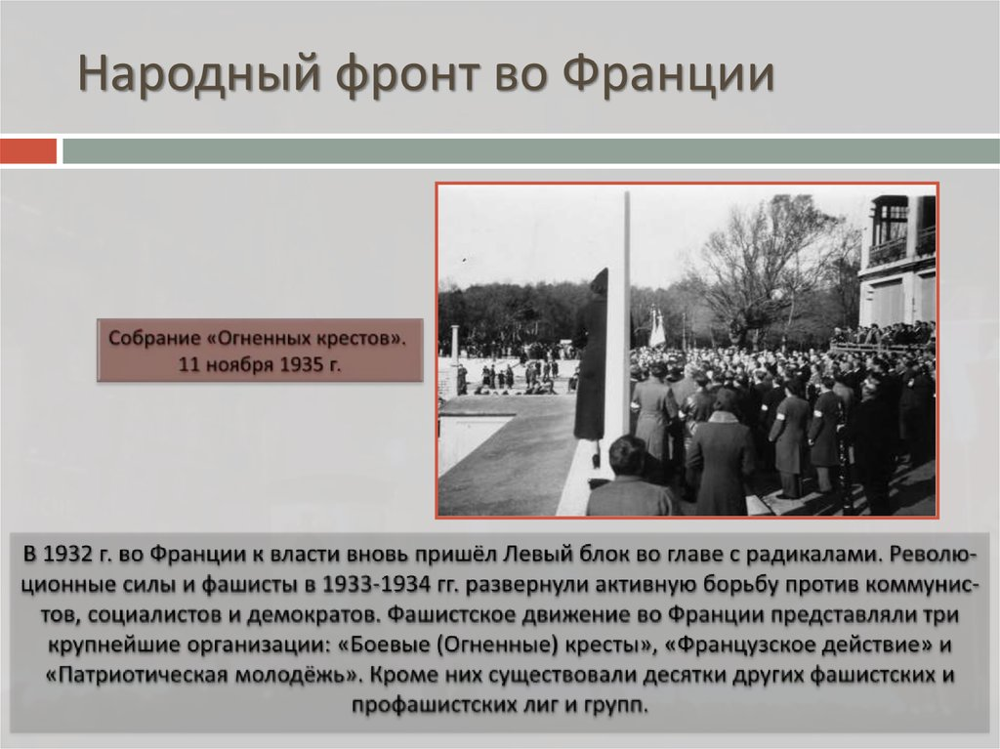 Народный фронт во Франции
Собрание «Огненных крестов».
11 ноября 1935 г.
В 1932 г. во Франции к власти вновь пришёл Левый блок во главе с радикалами. Револю-
ционные силы и фашисты в 1933-1934 гг. развернули активную борьбу против коммунис-
тов, социалистов и демократов. Фашистское движение во Франции представляли три
крупнейшие организации: «Боевые (Огненные) кресты», «Французское действие» и
«Патриотическая молодёжь». Кроме них существовали десятки других фашистских и
профашистских лиг и групп.